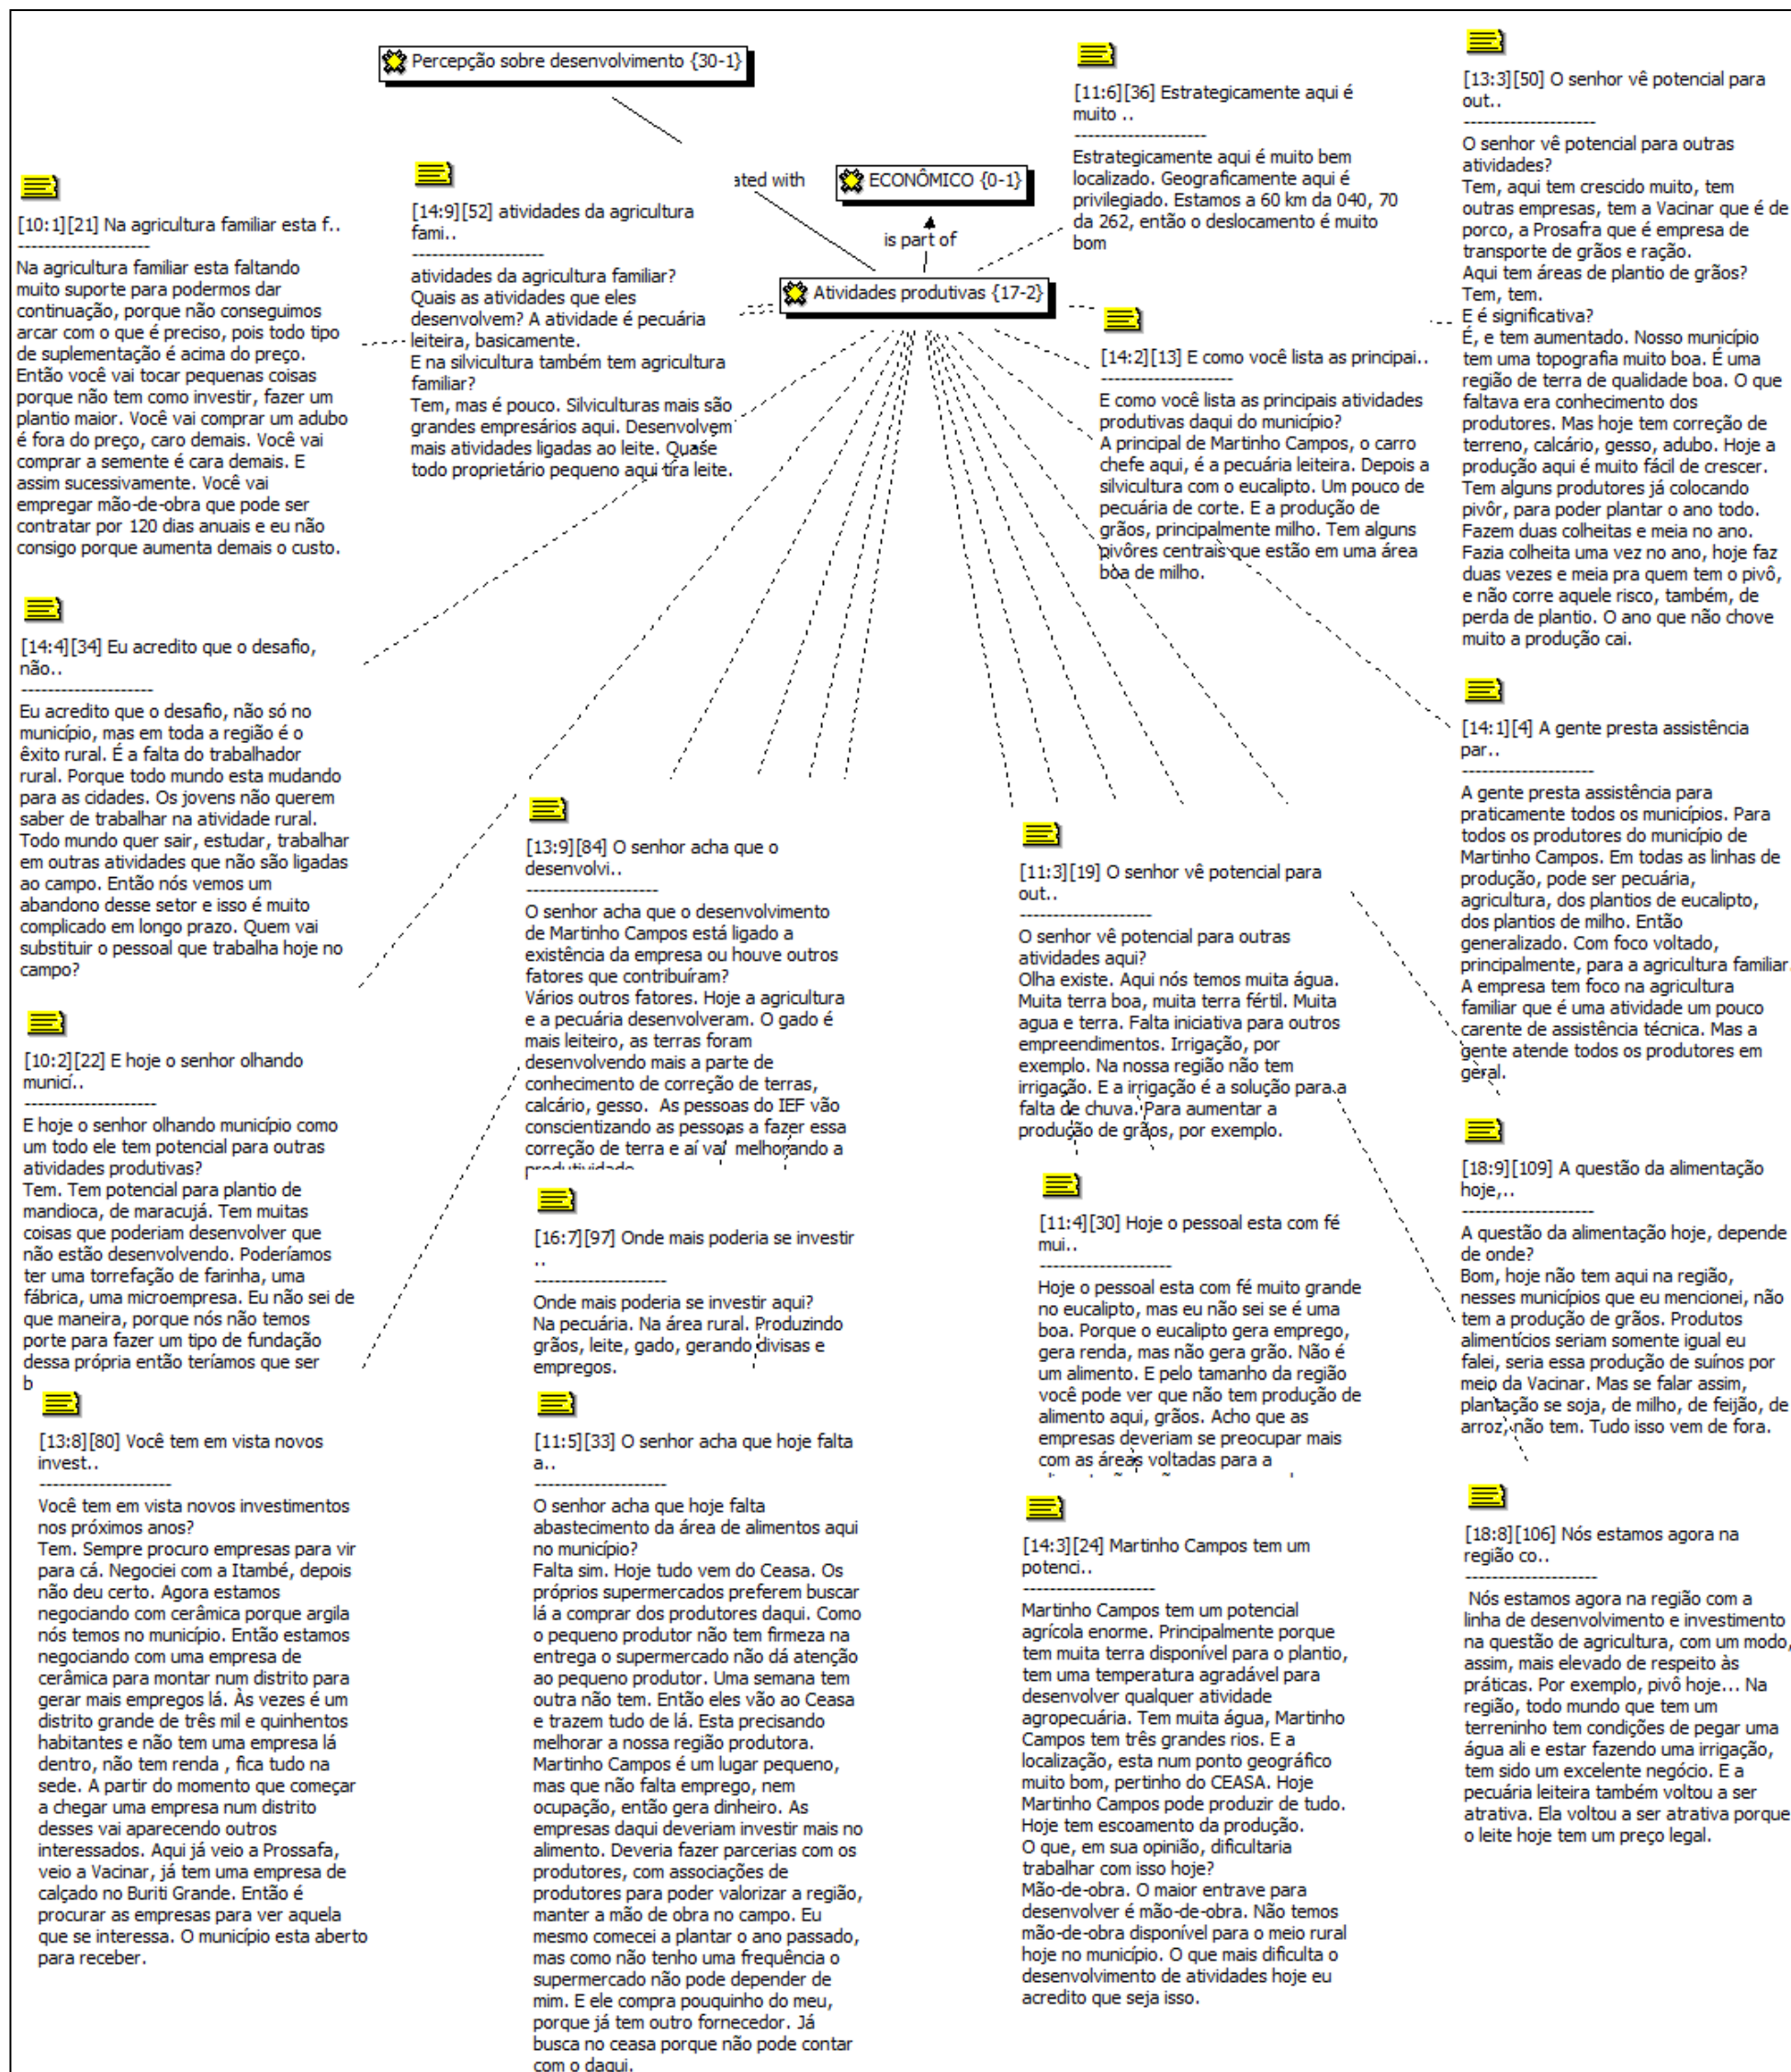 Percepção sobre desenvolvimento {30-1}
ated with
ECONÔMICO {0-1}
is part of
Atividades produtivas {17-2}
[10:1][21] Na agricultura familiar esta f..
--------------------
Na agricultura familiar esta faltando
muito suporte para podermos dar
continuação, porque não conseguimos
arcar com o que é preciso, pois todo tipo
de suplementação é acima do preço.
Então você vai tocar pequenas coisas
porque não tem como investir, fazer um
plantio maior. Você vai comprar um adubo
é fora do preço, caro demais. Você vai
comprar a semente é cara demais. E
assim sucessivamente. Você vai
empregar mão-de-obra que pode ser
contratar por 120 dias anuais e eu não
consigo porque aumenta demais o custo.
[14:9][52] atividades da agricultura
fami..
--------------------
atividades da agricultura familiar?
Quais as atividades que eles
desenvolvem? A atividade é pecuária
leiteira, basicamente.
E na silvicultura também tem agricultura
familiar?
Tem, mas é pouco. Silviculturas mais são
grandes empresários aqui. Desenvolvem
mais atividades ligadas ao leite. Quase
todo proprietário pequeno aqui tira leite.
[11:6][36] Estrategicamente aqui é
muito ..
--------------------
Estrategicamente aqui é muito bem
localizado. Geograficamente aqui é
privilegiado. Estamos a 60 km da 040, 70
da 262, então o deslocamento é muito
bom
[14:2][13] E como você lista as principai..
--------------------
E como você lista as principais atividades
produtivas daqui do município?
A principal de Martinho Campos, o carro
chefe aqui, é a pecuária leiteira. Depois a
silvicultura com o eucalipto. Um pouco de
pecuária de corte. E a produção de
grãos, principalmente milho. Tem alguns
pivôres centrais que estão em uma área
boa de milho.
[13:3][50] O senhor vê potencial para
out..
--------------------
O senhor vê potencial para outras
atividades?
Tem, aqui tem crescido muito, tem
outras empresas, tem a Vacinar que é de
porco, a Prosafra que é empresa de
transporte de grãos e ração.
Aqui tem áreas de plantio de grãos?
Tem, tem.
E é significativa?
É, e tem aumentado. Nosso município
tem uma topografia muito boa. É uma
região de terra de qualidade boa. O que
faltava era conhecimento dos
produtores. Mas hoje tem correção de
terreno, calcário, gesso, adubo. Hoje a
produção aqui é muito fácil de crescer.
Tem alguns produtores já colocando
pivôr, para poder plantar o ano todo.
Fazem duas colheitas e meia no ano.
Fazia colheita uma vez no ano, hoje faz
duas vezes e meia pra quem tem o pivô,
e não corre aquele risco, também, de
perda de plantio. O ano que não chove
muito a produção cai.
[14:4][34] Eu acredito que o desafio,
não..
--------------------
Eu acredito que o desafio, não só no
município, mas em toda a região é o
êxito rural. É a falta do trabalhador
rural. Porque todo mundo esta mudando
para as cidades. Os jovens não querem
saber de trabalhar na atividade rural.
Todo mundo quer sair, estudar, trabalhar
em outras atividades que não são ligadas
ao campo. Então nós vemos um
abandono desse setor e isso é muito
complicado em longo prazo. Quem vai
substituir o pessoal que trabalha hoje no
campo?
[14:1][4] A gente presta assistência
par..
--------------------
A gente presta assistência para
praticamente todos os municípios. Para
todos os produtores do município de
Martinho Campos. Em todas as linhas de
produção, pode ser pecuária,
agricultura, dos plantios de eucalipto,
dos plantios de milho. Então
generalizado. Com foco voltado,
principalmente, para a agricultura familiar.
A empresa tem foco na agricultura
familiar que é uma atividade um pouco
carente de assistência técnica. Mas a
gente atende todos os produtores em
geral.
[13:9][84] O senhor acha que o
desenvolvi..
--------------------
O senhor acha que o desenvolvimento
de Martinho Campos está ligado a
existência da empresa ou houve outros
fatores que contribuíram?
Vários outros fatores. Hoje a agricultura
e a pecuária desenvolveram. O gado é
mais leiteiro, as terras foram
desenvolvendo mais a parte de
conhecimento de correção de terras,
calcário, gesso.  As pessoas do IEF vão
conscientizando as pessoas a fazer essa
correção de terra e aí vai  melhorando a
produtividade
[11:3][19] O senhor vê potencial para
out..
--------------------
O senhor vê potencial para outras
atividades aqui?
Olha existe. Aqui nós temos muita água.
Muita terra boa, muita terra fértil. Muita
agua e terra. Falta iniciativa para outros
empreendimentos. Irrigação, por
exemplo. Na nossa região não tem
irrigação. E a irrigação é a solução para a
falta de chuva. Para aumentar a
produção de grãos, por exemplo.
[10:2][22] E hoje o senhor olhando
municí..
--------------------
E hoje o senhor olhando município como
um todo ele tem potencial para outras
atividades produtivas?
Tem. Tem potencial para plantio de
mandioca, de maracujá. Tem muitas
coisas que poderiam desenvolver que
não estão desenvolvendo. Poderíamos
ter uma torrefação de farinha, uma
fábrica, uma microempresa. Eu não sei de
que maneira, porque nós não temos
porte para fazer um tipo de fundação
dessa própria então teríamos que ser
b
[16:7][97] Onde mais poderia se investir
..
--------------------
Onde mais poderia se investir aqui?
Na pecuária. Na área rural. Produzindo
grãos, leite, gado, gerando divisas e
empregos.
[11:4][30] Hoje o pessoal esta com fé
mui..
--------------------
Hoje o pessoal esta com fé muito grande
no eucalipto, mas eu não sei se é uma
boa. Porque o eucalipto gera emprego,
gera renda, mas não gera grão. Não é
um alimento. E pelo tamanho da região
você pode ver que não tem produção de
alimento aqui, grãos. Acho que as
empresas deveriam se preocupar mais
com as áreas voltadas para a
[18:9][109] A questão da alimentação
hoje,..
--------------------
A questão da alimentação hoje, depende
de onde?
Bom, hoje não tem aqui na região,
nesses municípios que eu mencionei, não
tem a produção de grãos. Produtos
alimentícios seriam somente igual eu
falei, seria essa produção de suínos por
meio da Vacinar. Mas se falar assim,
plantação se soja, de milho, de feijão, de
arroz, não tem. Tudo isso vem de fora.
[13:8][80] Você tem em vista novos
invest..
--------------------
Você tem em vista novos investimentos
nos próximos anos?
Tem. Sempre procuro empresas para vir
para cá. Negociei com a Itambé, depois
não deu certo. Agora estamos
negociando com cerâmica porque argila
nós temos no município. Então estamos
negociando com uma empresa de
cerâmica para montar num distrito para
gerar mais empregos lá. Às vezes é um
distrito grande de três mil e quinhentos
habitantes e não tem uma empresa lá
dentro, não tem renda , fica tudo na
sede. A partir do momento que começar
a chegar uma empresa num distrito
desses vai aparecendo outros
interessados. Aqui já veio a Prossafa,
veio a Vacinar, já tem uma empresa de
calçado no Buriti Grande. Então é
procurar as empresas para ver aquela
que se interessa. O município esta aberto
para receber.
[11:5][33] O senhor acha que hoje falta
a..
--------------------
O senhor acha que hoje falta
abastecimento da área de alimentos aqui
no município?
Falta sim. Hoje tudo vem do Ceasa. Os
próprios supermercados preferem buscar
lá a comprar dos produtores daqui. Como
o pequeno produtor não tem firmeza na
entrega o supermercado não dá atenção
ao pequeno produtor. Uma semana tem
outra não tem. Então eles vão ao Ceasa
e trazem tudo de lá. Esta precisando
melhorar a nossa região produtora.
Martinho Campos é um lugar pequeno,
mas que não falta emprego, nem
ocupação, então gera dinheiro. As
empresas daqui deveriam investir mais no
alimento. Deveria fazer parcerias com os
produtores, com associações de
produtores para poder valorizar a região,
manter a mão de obra no campo. Eu
mesmo comecei a plantar o ano passado,
mas como não tenho uma frequência o
supermercado não pode depender de
mim. E ele compra pouquinho do meu,
porque já tem outro fornecedor. Já
busca no ceasa porque não pode contar
com o daqui.
[14:3][24] Martinho Campos tem um
potenci..
--------------------
Martinho Campos tem um potencial
agrícola enorme. Principalmente porque
tem muita terra disponível para o plantio,
tem uma temperatura agradável para
desenvolver qualquer atividade
agropecuária. Tem muita água, Martinho
Campos tem três grandes rios. E a
localização, esta num ponto geográfico
muito bom, pertinho do CEASA. Hoje
Martinho Campos pode produzir de tudo.
Hoje tem escoamento da produção.
O que, em sua opinião, dificultaria
trabalhar com isso hoje?
Mão-de-obra. O maior entrave para
desenvolver é mão-de-obra. Não temos
mão-de-obra disponível para o meio rural
hoje no município. O que mais dificulta o
desenvolvimento de atividades hoje eu
acredito que seja isso.
[18:8][106] Nós estamos agora na
região co..
--------------------
Nós estamos agora na região com a
linha de desenvolvimento e investimento
na questão de agricultura, com um modo,
assim, mais elevado de respeito às
práticas. Por exemplo, pivô hoje... Na
região, todo mundo que tem um
terreninho tem condições de pegar uma
água ali e estar fazendo uma irrigação,
tem sido um excelente negócio. E a
pecuária leiteira também voltou a ser
atrativa. Ela voltou a ser atrativa porque
o leite hoje tem um preço legal.